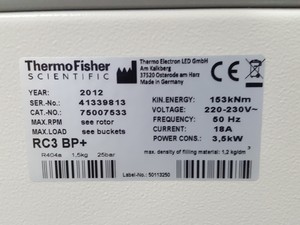 ThermoFisher
SCIENTIFIC
Thermo Electron LED GmbH
Am Kalkberg
37520 Osterode am Harz
Made in Germany
YEAR: 2012
SER.-No.: 41339813
CAT.-NO.: 75007533
MAX.RPM see rotor
MAX.LOAD see buckets
RC3 BP+
R404a 1,5kg 25bar
KIN.ENERGY: 153kNm
VOLTAGE: 220-230V~
FREQUENCY: 50 Hz
CURRENT: 18A
POWER CONS.: 3,5kW
max. density of filling material: 1,2 kg/dm³
Label-No.: 50113250